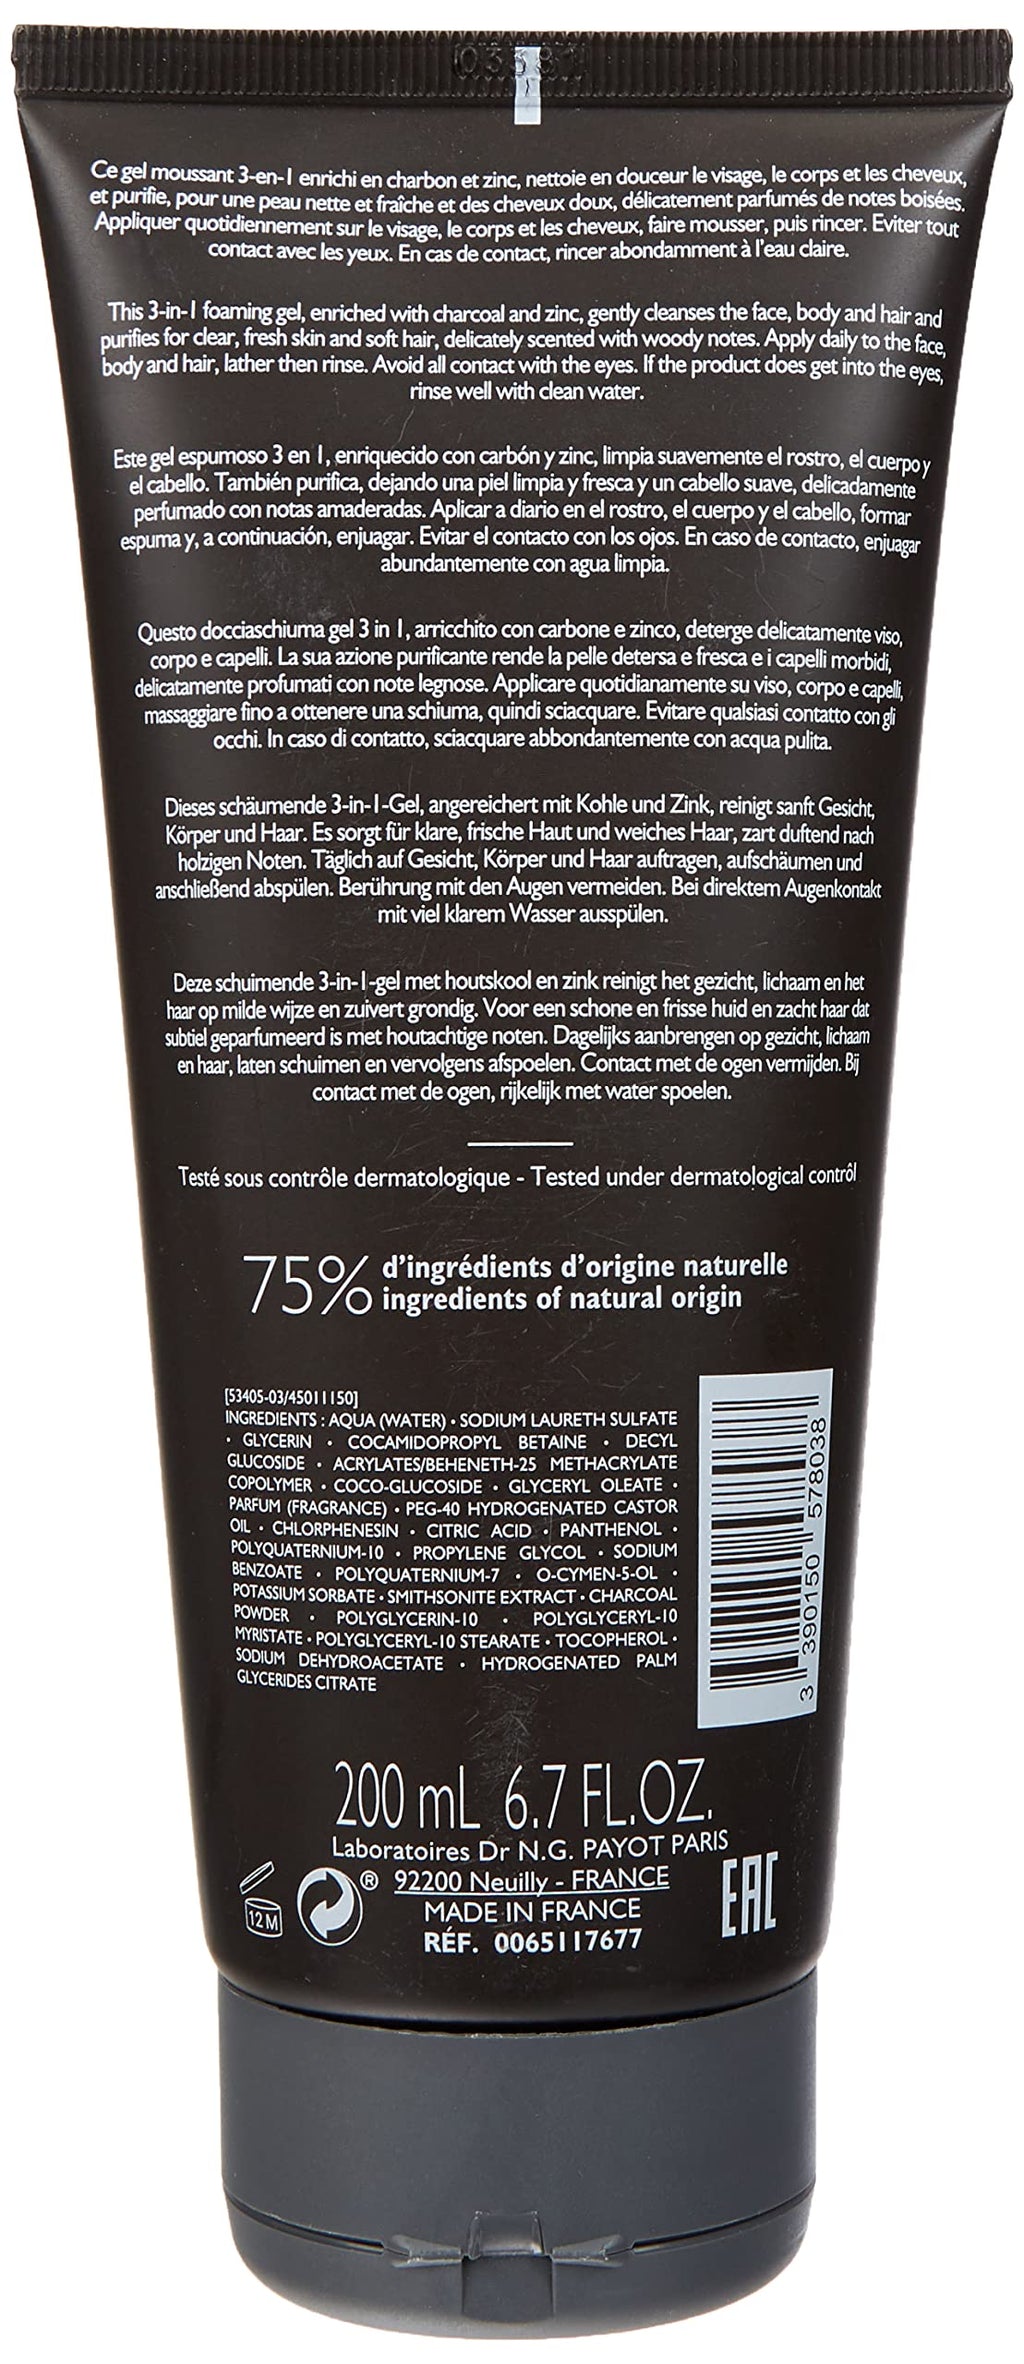 Ce gel moussant 3-en-1 enrichi en charbon et zinc, nettoie en douceur le visage, le corps et les cheveux,
et purifie, pour une peau nette et fraîche et des cheveux doux, délicatement parfumés de notes boisées.
Appliquer quotidiennement sur le visage, le corps et les cheveux, faire mousser, puis rincer. Eviter tout
contact avec les yeux. En cas de contact, rincer abondamment à l'eau claire.
This 3-in-1 foaming gel, enriched with charcoal and zinc, gently cleanses the face, body and hair and
purifies for clear, fresh skin and soft hair, delicately scented with woody notes. Apply daily to the face,
body and hair, lather then rinse. Avoid all contact with the eyes. If the product does get into the eyes,
rinse well with clean water.
Este gel espumoso 3 en 1, enriquecido con carbón y zinc, limpia suavemente el rostro, el cuerpo y
el cabello. También purifica, dejando una piel limpia y fresca y un cabello suave, delicadamente
perfumado con notas amaderadas. Aplicar a diario en el rostro, el cuerpo y el cabello, formar
espuma y, a continuación, enjuagar. Evitar el contacto con los ojos. En caso de contacto, enjuagar
abundantemente con agua limpia.
Questo docciaschiuma gel 3 in 1, arricchito con carbone e zinco, deterge delicatamente viso,
corpo e capelli. La sua azione purificante rende la pelle detersa e fresca e i capelli morbidi,
delicatamente profumati con note legnose. Applicare quotidianamente su viso, corpo e capelli,
massaggiare fino a ottenere una schiuma, quindi sciacquare. Evitare qualsiasi contatto con gli
occhi. In caso di contatto, sciacquare abbondantemente con acqua pulita.
Dieses schäumende 3-in-1-Gel, angereichert mit Kohle und Zink, reinigt sanft Gesicht,
Körper und Haar. Es sorgt für klare, frische Haut und weiches Haar, zart duftend nach
holzigen Noten. Täglich auf Gesicht, Körper und Haar auftragen, aufschäumen und
anschließend abspülen. Berührung mit den Augen vermeiden. Bei direktem Augenkontakt
mit viel klarem Wasser ausspülen.
Deze schuimende 3-in-1-gel met houtskool en zink reinigt het gezicht, lichaam en het
haar op milde wijze en zuivert grondig. Voor een schone en frisse huid en zacht haar dat
subtiel geparfumeerd is met houtachtige noten. Dagelijks aanbrengen op gezicht, lichaam
en haar, laten schuimen en vervolgens afspoelen. Contact met de ogen vermijden. Bij
contact met de ogen, rijkelijk met water spoelen.
Testé sous contrôle dermatologique - Tested under dermatological contrôl
75% d'ingrédients d'origine naturelle
ingredients of natural origin
[53405-03/45011150]
INGREDIENTS : AQUA (WATER) • SODIUM LAURETH SULFATE
• GLYCERIN • COCAMIDOPROPYL BETAINE • DECYL
GLUCOSIDE • ACRYLATES/BEHENETH-25 METHACRYLATE
COPOLYMER • COCO-GLUCOSIDE • GLYCERYL OLEATE •
PARFUM (FRAGRANCE) • PEG-40 HYDROGENATED CASTOR
OIL • CHLORPHENESIN • CITRIC ACID • PANTHENOL •
POLYQUATERNIUM-10 • PROPYLENE GLYCOL • SODIUM
BENZOATE • POLYQUATERNIUM-7 • O-CYMEN-5-OL •
POTASSIUM SORBATE • SMITHSONITE EXTRACT • CHARCOAL
POWDER • POLYGLYCERIN-10 • POLYGLYCERYL-10
MYRISTATE • POLYGLYCERYL-10 STEARATE • TOCOPHEROL •
SODIUM DEHYDROACETATE • HYDROGENATED PALM
GLYCERIDES CITRATE
3 390150 578038
200 mL 6.7 FL.OZ.
Laboratoires Dr N.G. PAYOT PARIS
® 92200 Neuilly - FRANCE
MADE IN FRANCE
RÉF. 0065117677
12 M
EAC